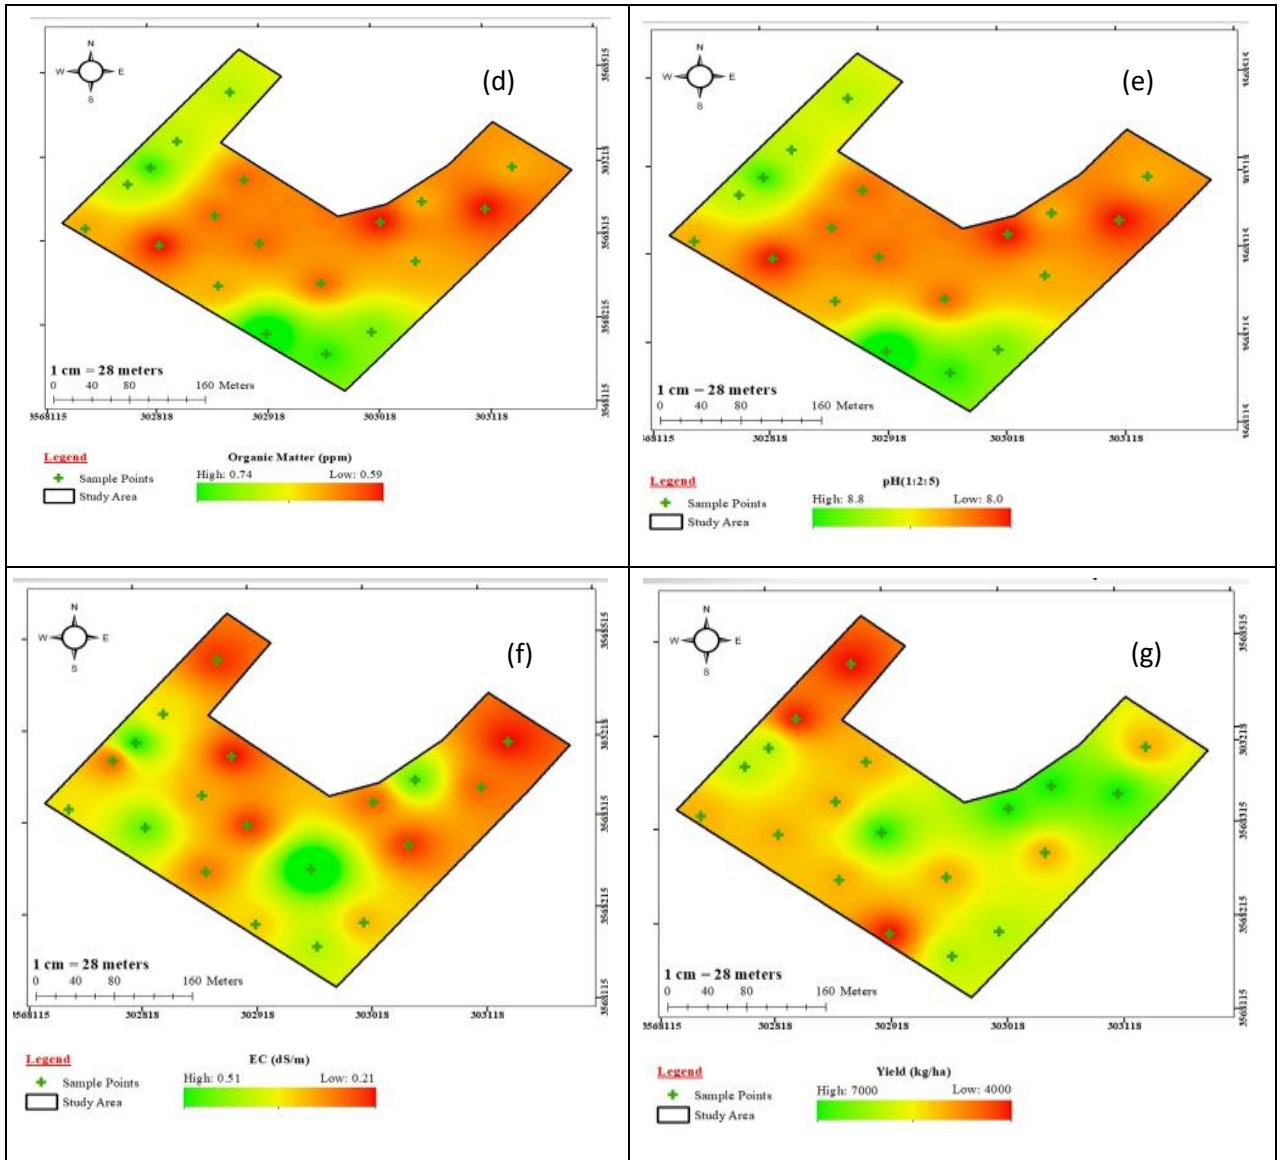 N
W E
S
(d)
3568515
303215
3568315
3568215
3568115
1 cm = 28 meters
0 40 80 160 Meters
3568115 302818 302918 303018 303118
Legend
Sample Points
Study Area
Organic Matter (ppm)
High: 0.74 Low: 0.59
N
W E
S
(e)
1 cm = 28 meters
0 40 80 160 Meters
302818 302918 303018 303118
Legend
Sample Points
Study Area
pH(1:2:5)
High: 8.8 Low: 8.0
N
W E
S
(f)
3568315
3568215
3568115
1 cm = 28 meters
0 40 80 160 Meters
302818 302918 303018 303118
Legend
Sample Points
Study Area
EC (dS/m)
High: 0.51 Low: 0.21
N
W E
S
(g)
3568515
303215
3568315
3568215
3568115
1 cm = 28 meters
0 40 80 160 Meters
302818 302918 303018 303118
Legend
Sample Points
Study Area
Yield (kg/ha)
High: 7000 Low: 4000